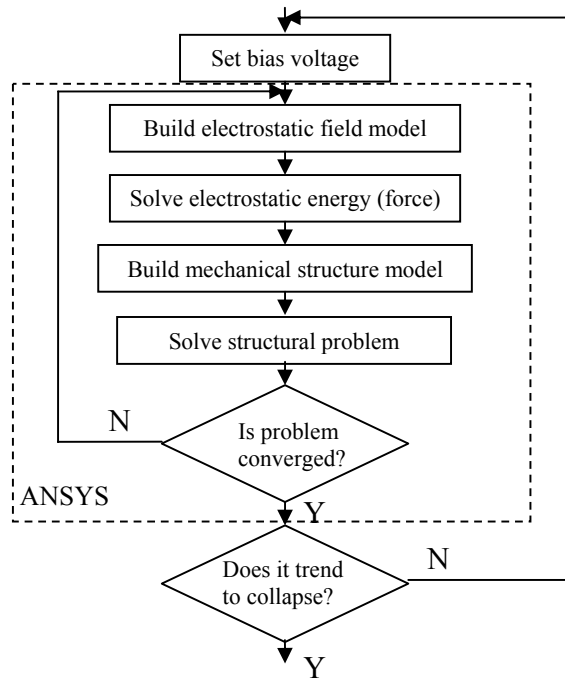 Set bias voltage
Build electrostatic field model
Solve electrostatic energy (force)
Build mechanical structure model
Solve structural problem
N
Is problem
converged?
ANSYS
Y
Does it trend
to collapse?
N
Y